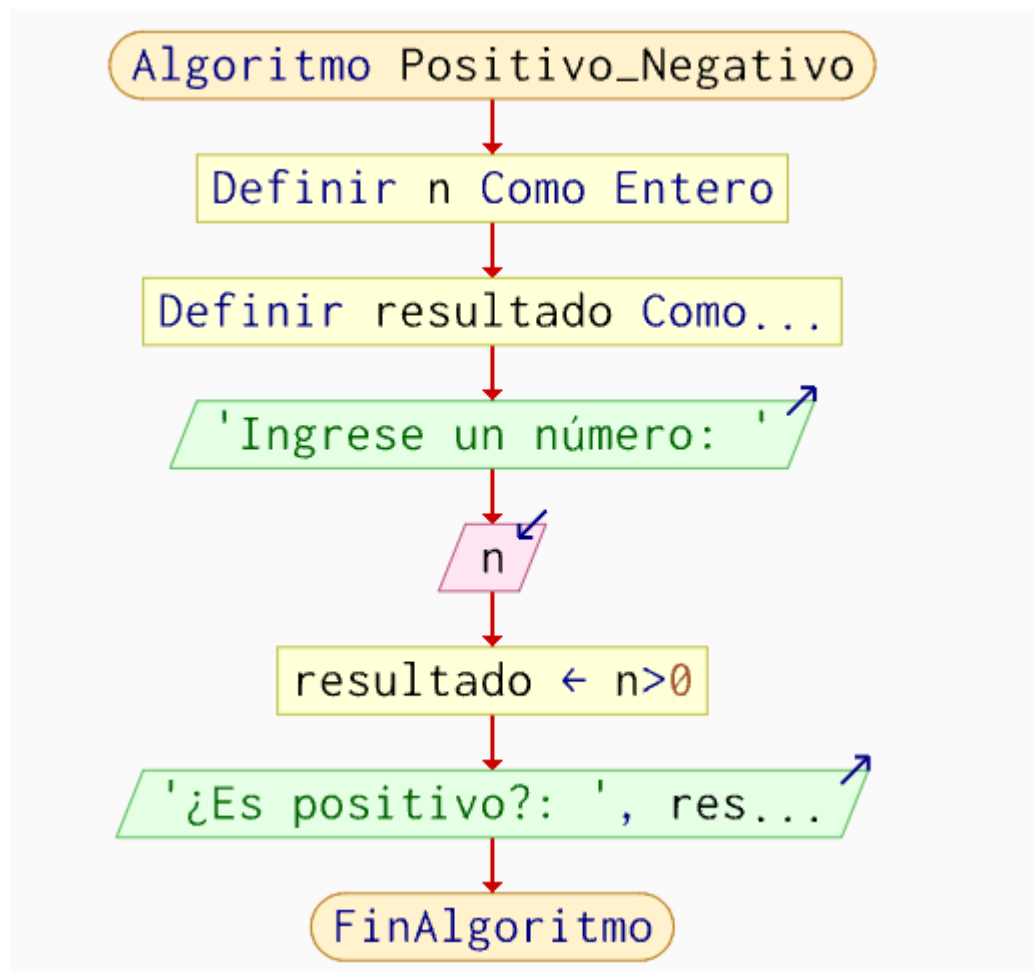 Algoritmo Positivo_Negativo
Definir n Como Entero
Definir resultado Como...
'Ingrese un número: '
n
resultado ← n>0
'¿Es positivo?: ', res...
FinAlgoritmo